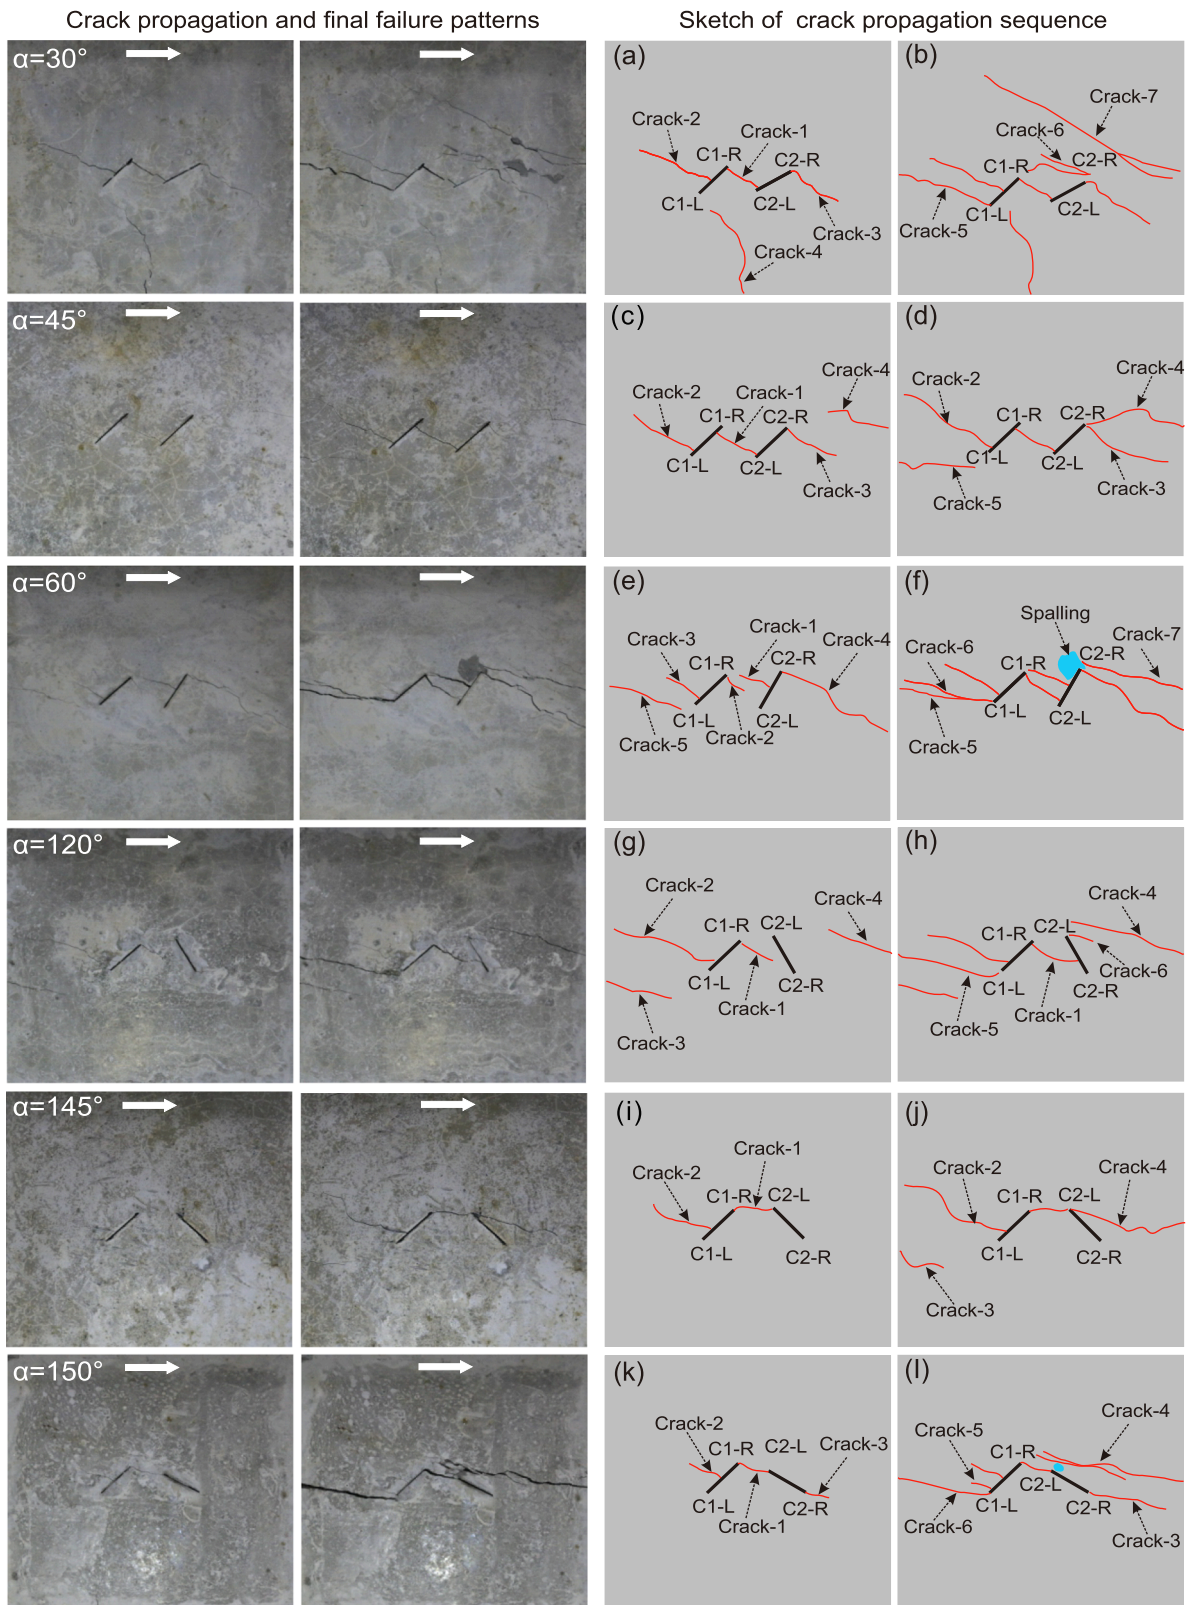 Crack propagation and final failure patterns
Sketch of crack propagation sequence
α=30°
(a)
Crack-2
Crack-1
C1-R
C2-R
C1-L
C2-L
Crack-3
Crack-4
(b)
Crack-7
Crack-6
C2-R
C1-R
C1-L
C2-L
Crack-5
α=45°
(c)
Crack-4
Crack-2
Crack-1
C1-R
C2-R
C1-L
C2-L
Crack-3
(d)
Crack-4
Crack-2
C1-R
C2-R
C1-L
C2-L
Crack-5
Crack-3
α=60°
(e)
Crack-1
Crack-3
Crack-4
C1-R
C2-R
C1-L
C2-L
Crack-5
Crack-2
(f)
Spalling
Crack-6
Crack-7
C2-R
C1-R
C1-L
C2-L
Crack-5
α=120°
(g)
Crack-2
Crack-4
C2-L
C1-R
C1-L
C2-R
Crack-1
Crack-3
(h)
Crack-4
C2-L
C1-R
Crack-6
C1-L
C2-R
Crack-5
Crack-1
α=145°
(i)
Crack-1
Crack-2
C1-R
C2-L
C1-L
C2-R
(j)
Crack-2
Crack-4
C1-R
C2-L
C1-L
C2-R
Crack-3
α=150°
(k)
Crack-2
C1-R
C2-L
Crack-3
C1-L
C2-R
Crack-1
(l)
Crack-4
Crack-5
C1-R
C2-L
C1-L
C2-R
Crack-6
Crack-3